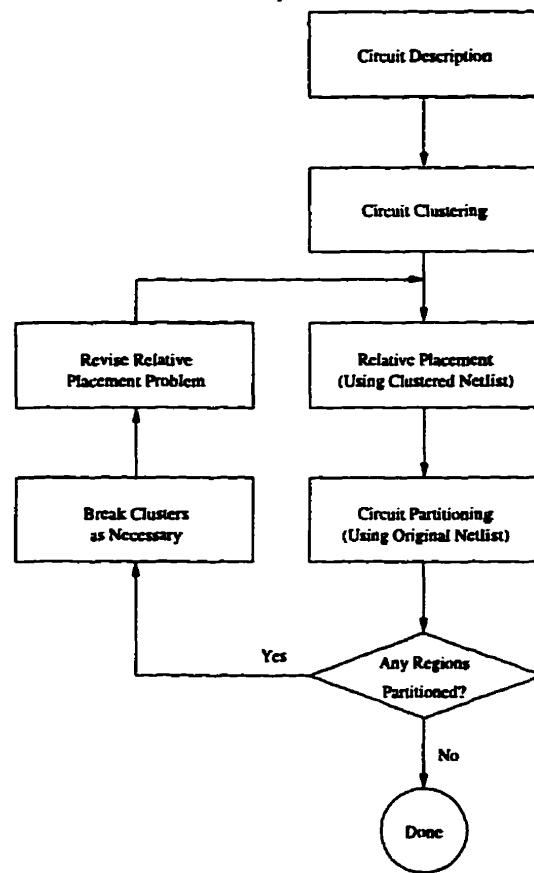 Circuit Description
Circuit Clustering
Revise Relative
Placement Problem
Relative Placement
(Using Clustered Netlist)
Break Clusters
as Necessary
Circuit Partitioning
(Using Original Netlist)
Yes
Any Regions
Partitioned?
No
Done